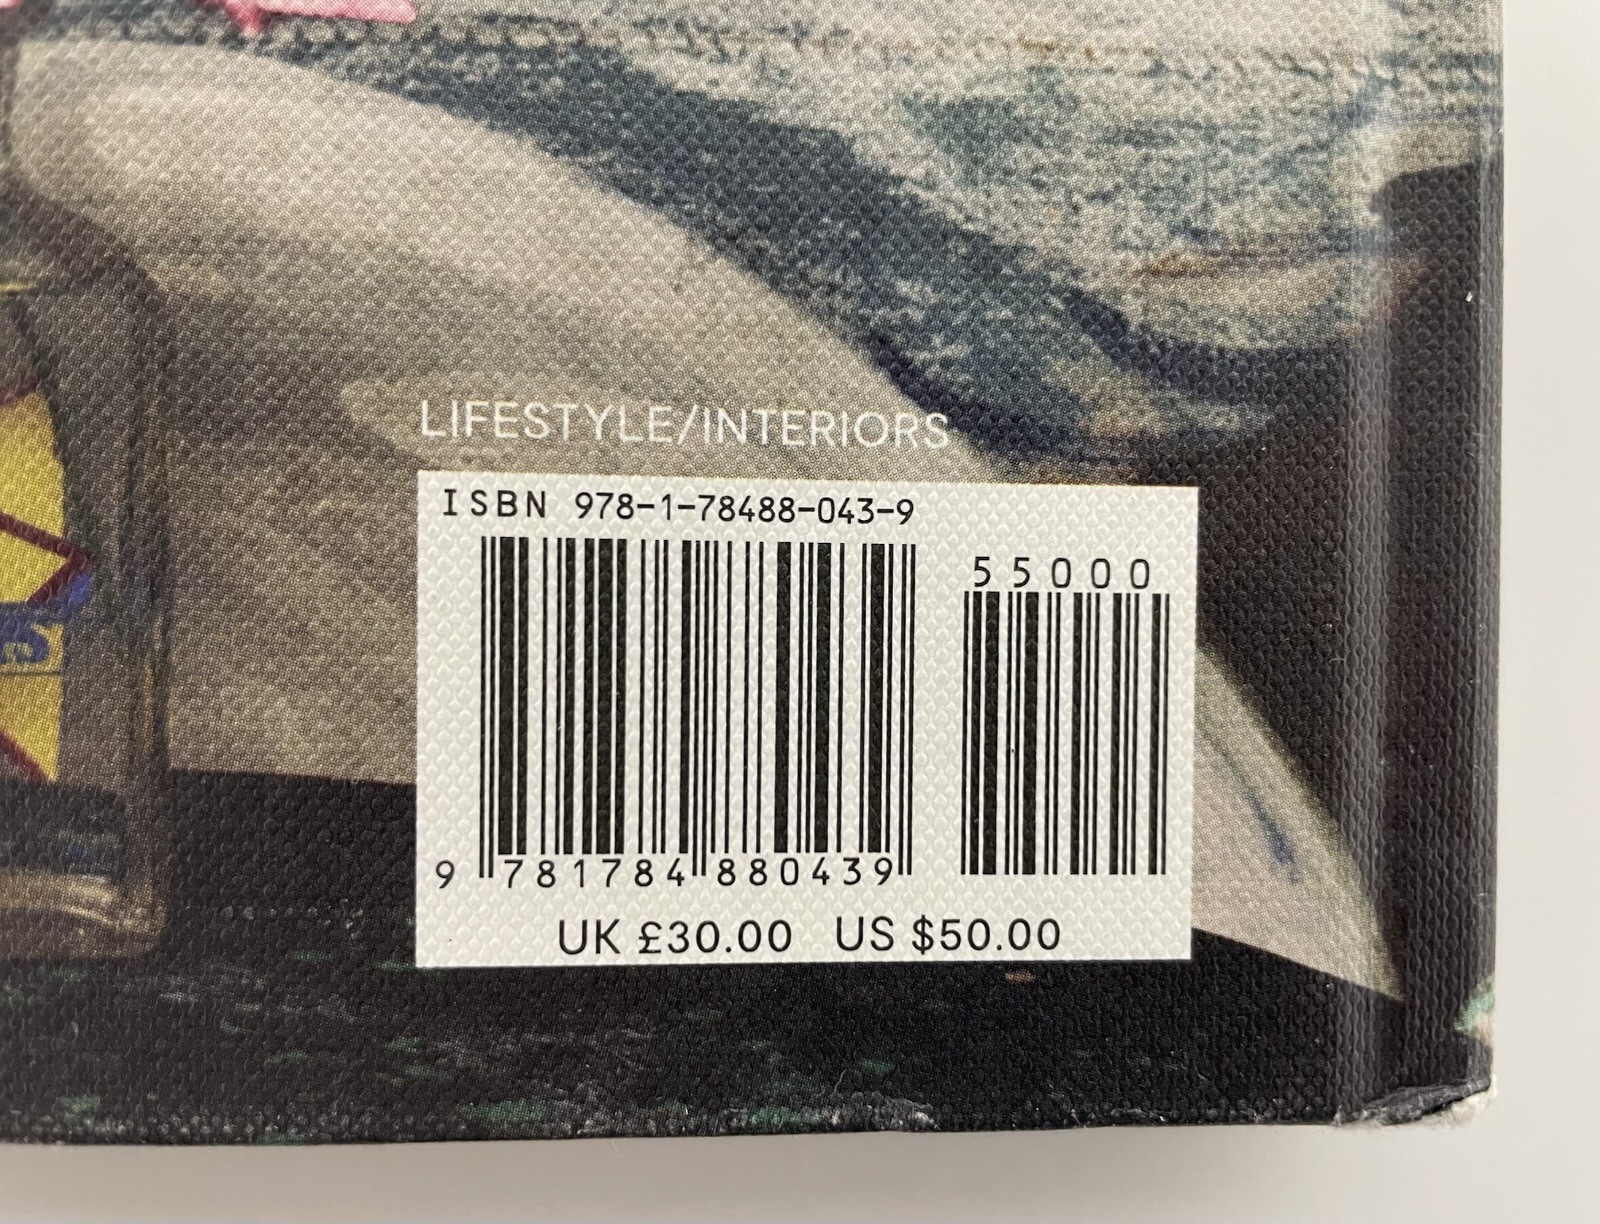 LIFESTYLE/INTERIORS
ISBN 978-1-78488-043-9
55000
9 781784 880439
UK £30.00 US $50.00